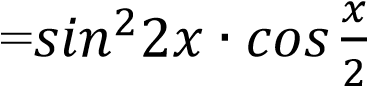 =sin²2x · cos x/2